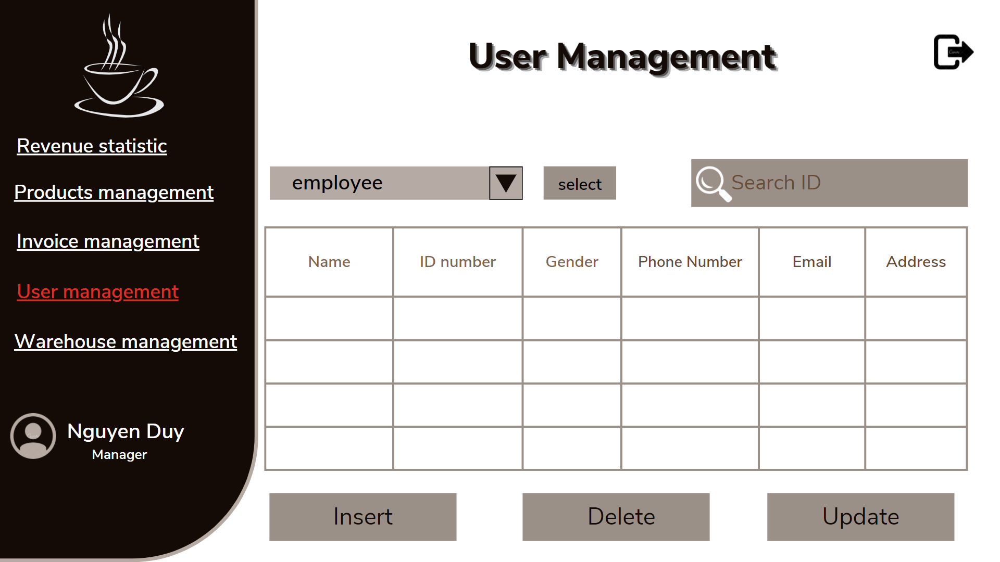 User Management
Revenue statistic
Products management
Invoice management
User management
Warehouse management
Nguyen Duy
Manager
employee
select
Search ID
Name
ID number
Gender
Phone Number
Email
Address
Insert
Delete
Update